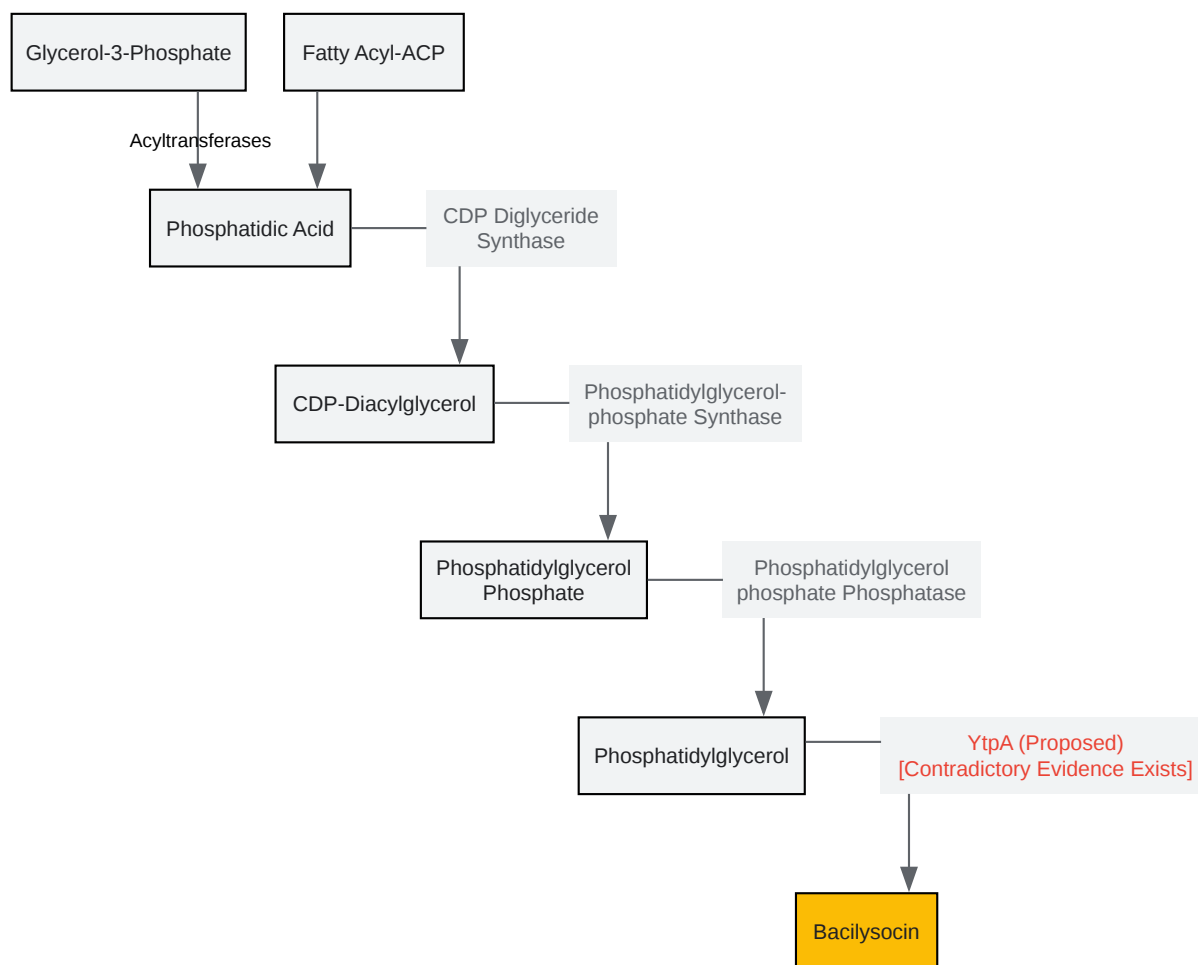 Glycerol-3-Phosphate
Fatty Acyl-ACP
Acyltransferases
Phosphatidic Acid
CDP Diglyceride
Synthase
CDP-Diacylglycerol
Phosphatidylglycerol-
phosphate Synthase
Phosphatidylglycerol
Phosphate
Phosphatidylglycerol
phosphate Phosphatase
Phosphatidylglycerol
YtpA (Proposed)
[Contradictory Evidence Exists]
Bacilysocin